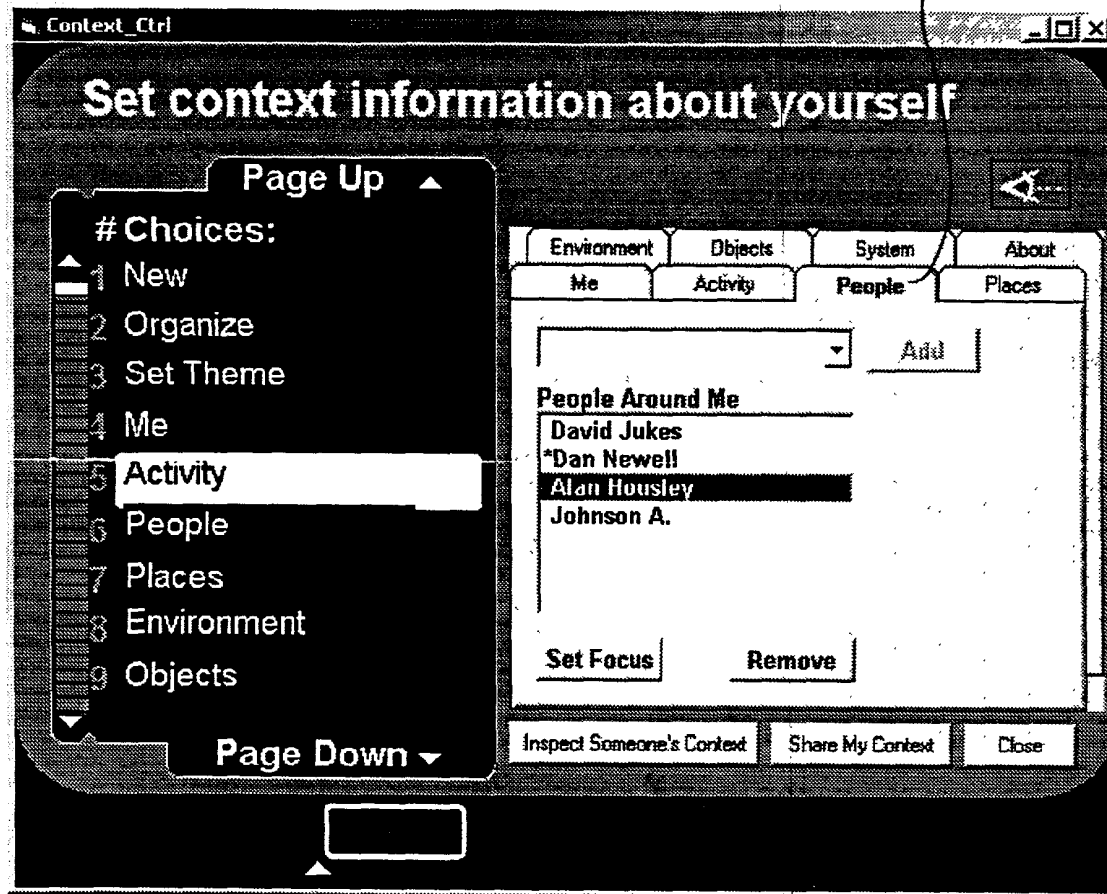 Context_Ctrl
Set context information about yourself
Page Up
# Choices:
1 New
2 Organize
3 Set Theme
4 Me
5 Activity
6 People
7 Places
8 Environment
9 Objects
Page Down
Environment Objects System About
Me Activity People Places
Add
People Around Me
David Jukes
*Dan Newell
Alan Housley
Johnson A.
Set Focus Remove
Inspect Someone's Context Share My Context Close